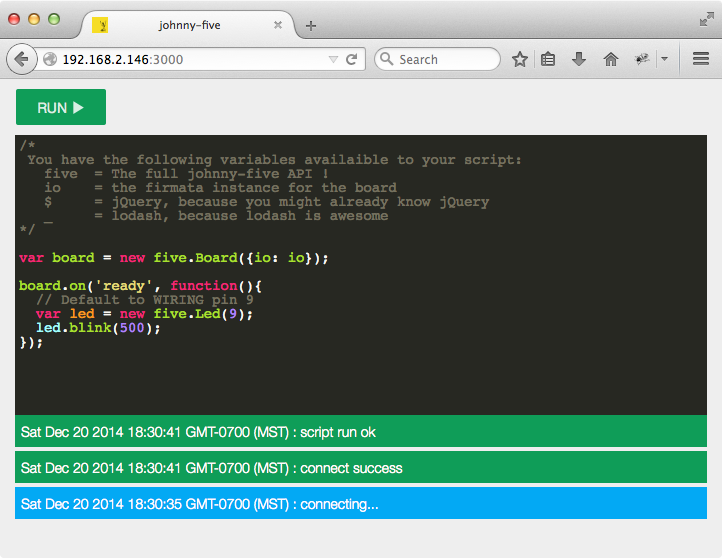 johnny-five
192.168.2.146:3000
Search
RUN ▶
/*
 You have the following variables availaible to your script:
   five  = The full johnny-five API !
   io    = the firmata instance for the board
   $     = jQuery, because you might already know jQuery
   _     = lodash, because lodash is awesome
*/
var board = new five.Board({io: io});
board.on('ready', function(){
  // Default to WIRING pin 9
  var led = new five.Led(9);
  led.blink(500);
});
Sat Dec 20 2014 18:30:41 GMT-0700 (MST) : script run ok
Sat Dec 20 2014 18:30:41 GMT-0700 (MST) : connect success
Sat Dec 20 2014 18:30:35 GMT-0700 (MST) : connecting...